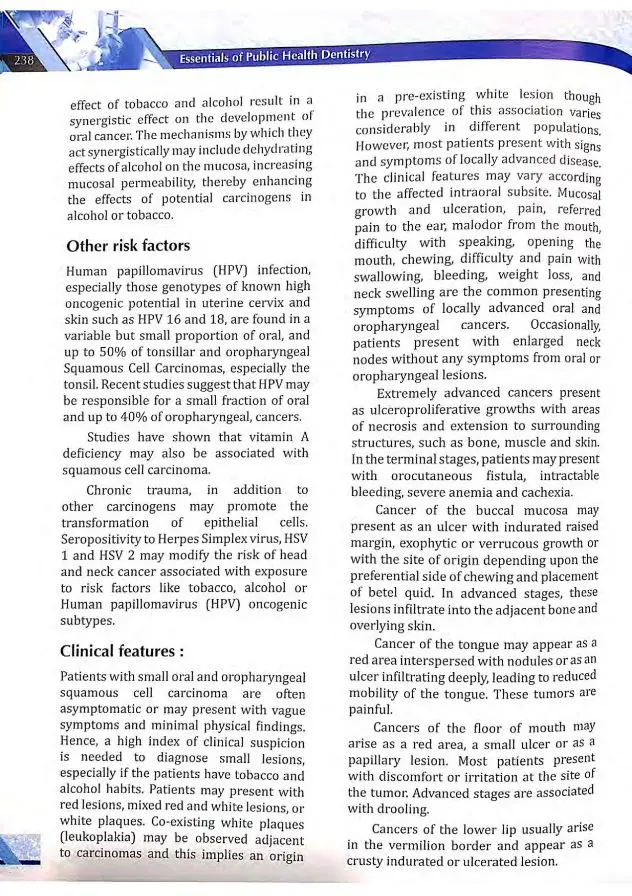 238
Essentials of Public Health Dentistry
effect of tobacco and alcohol result in a
synergistic effect on the development of
oral cancer. The mechanisms by which they
act synergistically may include dehydrating
effects of alcohol on the mucosa, increasing
mucosal permeability, thereby enhancing
the effects of potential carcinogens in
alcohol or tobacco.
Other risk factors
Human papillomavirus (HPV) infection,
especially those genotypes of known high
oncogenic potential in uterine cervix and
skin such as HPV 16 and 18, are found in a
variable but small proportion of oral, and
up to 50% of tonsillar and oropharyngeal
Squamous Cell Carcinomas, especially the
tonsil. Recent studies suggest that HPV may
be responsible for a small fraction of oral
and up to 40% of oropharyngeal, cancers.
Studies have shown that vitamin A
deficiency may also be associated with
squamous cell carcinoma.
Chronic trauma, in addition to
other carcinogens may promote the
transformation of epithelial cells.
Seropositivity to Herpes Simplex virus, HSV
1 and HSV 2 may modify the risk of head
and neck cancer associated with exposure
to risk factors like tobacco, alcohol or
Human papillomavirus (HPV) oncogenic
subtypes.
Clinical features :
Patients with small oral and oropharyngeal
squamous cell carcinoma are often
asymptomatic or may present with vague
symptoms and minimal physical findings.
Hence, a high index of clinical suspicion
is needed to diagnose small lesions,
especially if the patients have tobacco and
alcohol habits. Patients may present with
red lesions, mixed red and white lesions, or
white plaques. Co-existing white plaques
(leukoplakia) may be observed adjacent
to carcinomas and this implies an origin
in a pre-existing white lesion though
the prevalence of this association varies
considerably in different populations.
However, most patients present with signs
and symptoms of locally advanced disease.
The clinical features may vary according
to the affected intraoral subsite. Mucosal
growth and ulceration, pain, referred
pain to the ear, malodor from the mouth,
difficulty with speaking, opening the
mouth, chewing, difficulty and pain with
swallowing, bleeding, weight loss, and
neck swelling are the common presenting
symptoms of locally advanced oral and
oropharyngeal cancers. Occasionally,
patients present with enlarged neck
nodes without any symptoms from oral or
oropharyngeal lesions.
Extremely advanced cancers present
as ulceroproliferative growths with areas
of necrosis and extension to surrounding
structures, such as bone, muscle and skin.
In the terminal stages, patients may present
with orocutaneous fistula, intractable
bleeding, severe anemia and cachexia.
Cancer of the buccal mucosa may
present as an ulcer with indurated raised
margin, exophytic or verrucous growth or
with the site of origin depending upon the
preferential side of chewing and placement
of betel quid. In advanced stages, these
lesions infiltrate into the adjacent bone and
overlying skin.
Cancer of the tongue may appear as a
red area interspersed with nodules or as an
ulcer infiltrating deeply, leading to reduced
mobility of the tongue. These tumors are
painful.
Cancers of the floor of mouth may
arise as a red area, a small ulcer or as a
papillary lesion. Most patients present
with discomfort or irritation at the site of
the tumor. Advanced stages are associated
with drooling.
Cancers of the lower lip usually arise
in the vermilion border and appear as a
crusty indurated or ulcerated lesion.